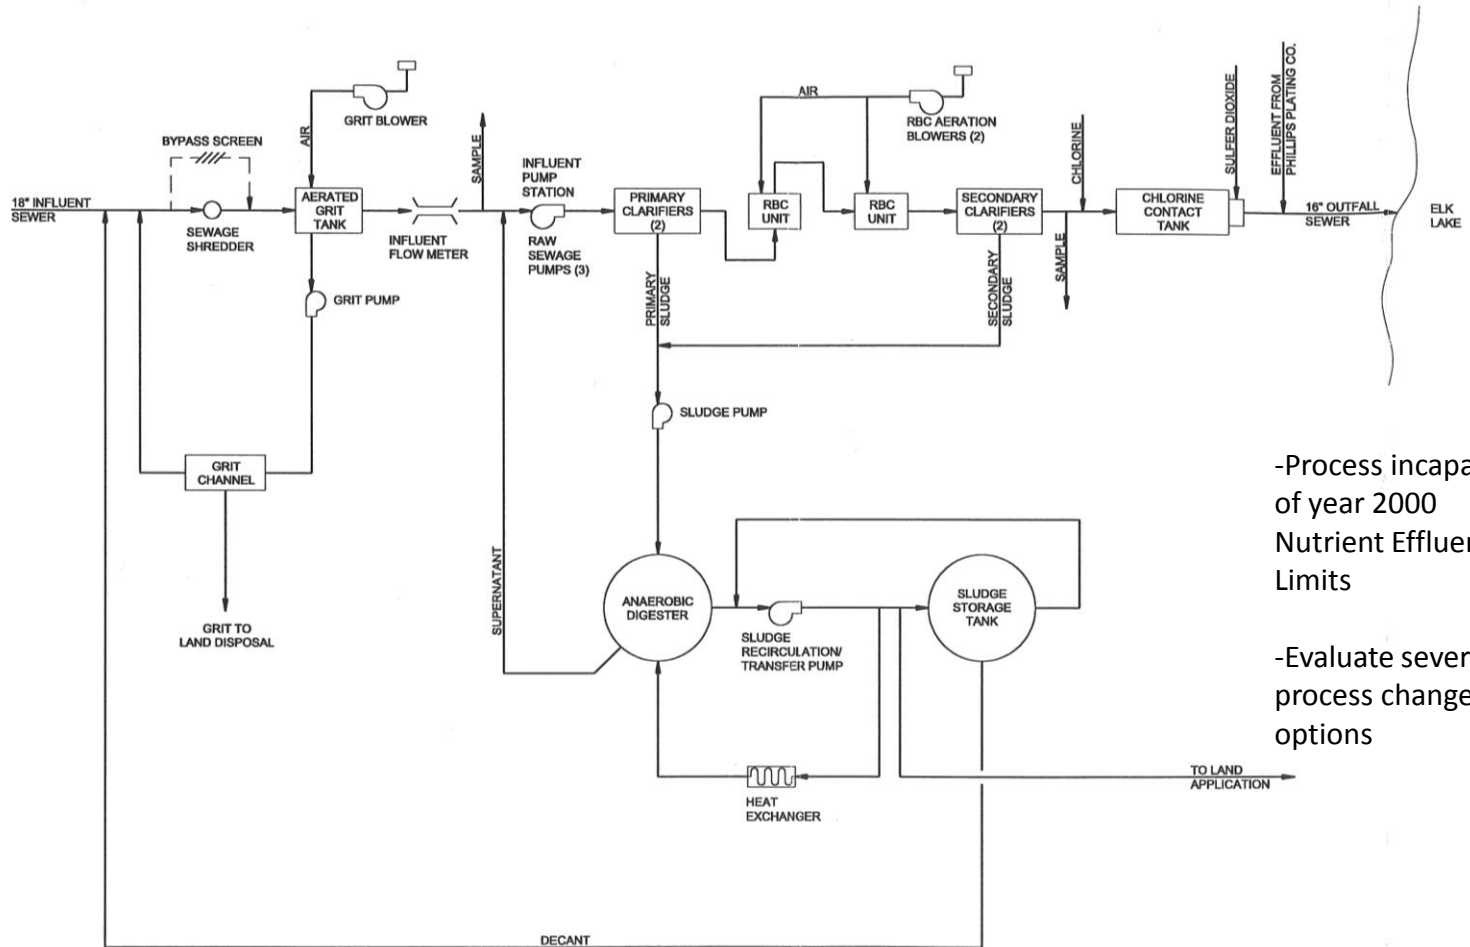 BYPASS SCREEN
18" INFLUENT
SEWER
SEWAGE
SHREDDER
AIR
GRIT BLOWER
AERATED
GRIT
TANK
INFLUENT
FLOW METER
SAMPLE
INFLUENT
PUMP
STATION
RAW
SEWAGE
PUMPS (3)
PRIMARY
CLARIFIERS
(2)
AIR
RBC AERATION
BLOWERS (2)
RBC
UNIT
RBC
UNIT
SECONDARY
CLARIFIERS
(2)
CHLORINE
SAMPLE
CHLORINE
CONTACT
TANK
SULFER DIOXIDE
EFFLUENT FROM
PHILLIPS PLATING CO.
16" OUTFALL
SEWER
ELK
LAKE
GRIT PUMP
PRIMARY
SLUDGE
SECONDARY
SLUDGE
SLUDGE PUMP
GRIT
CHANNEL
GRIT TO
LAND DISPOSAL
SUPERNATANT
ANAEROBIC
DIGESTER
SLUDGE
RECIRCULATION/
TRANSFER PUMP
SLUDGE
STORAGE
TANK
HEAT
EXCHANGER
TO LAND
APPLICATION
DECANT
-Process
of year 2000
Nutrient
Limits
-Evaluate
process
options